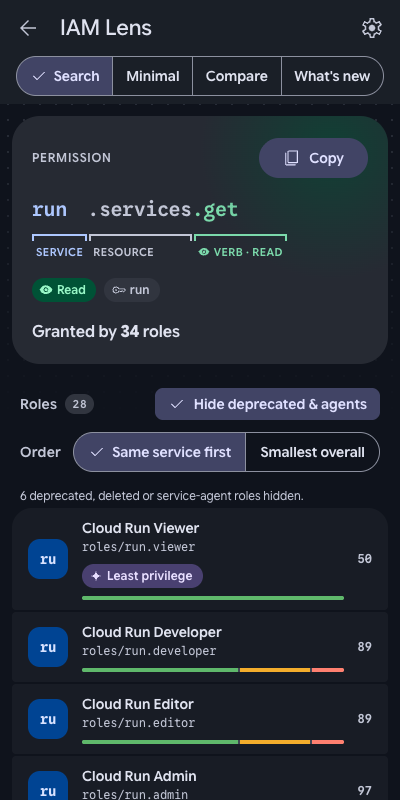 IAM Lens
Search Minimal Compare What's new
PERMISSION
Copy
run .services.get
SERVICE RESOURCE VERB · READ
Read run
Granted by 34 roles
Roles 28 Hide deprecated & agents
Order Same service first Smallest overall
6 deprecated, deleted or service-agent roles hidden.
Cloud Run Viewer
ru roles/run.viewer 50
Least privilege
Cloud Run Developer
ru roles/run.developer 89
Cloud Run Editor
ru roles/run.editor 89
Cloud Run Admin
ru roles/run.admin 97